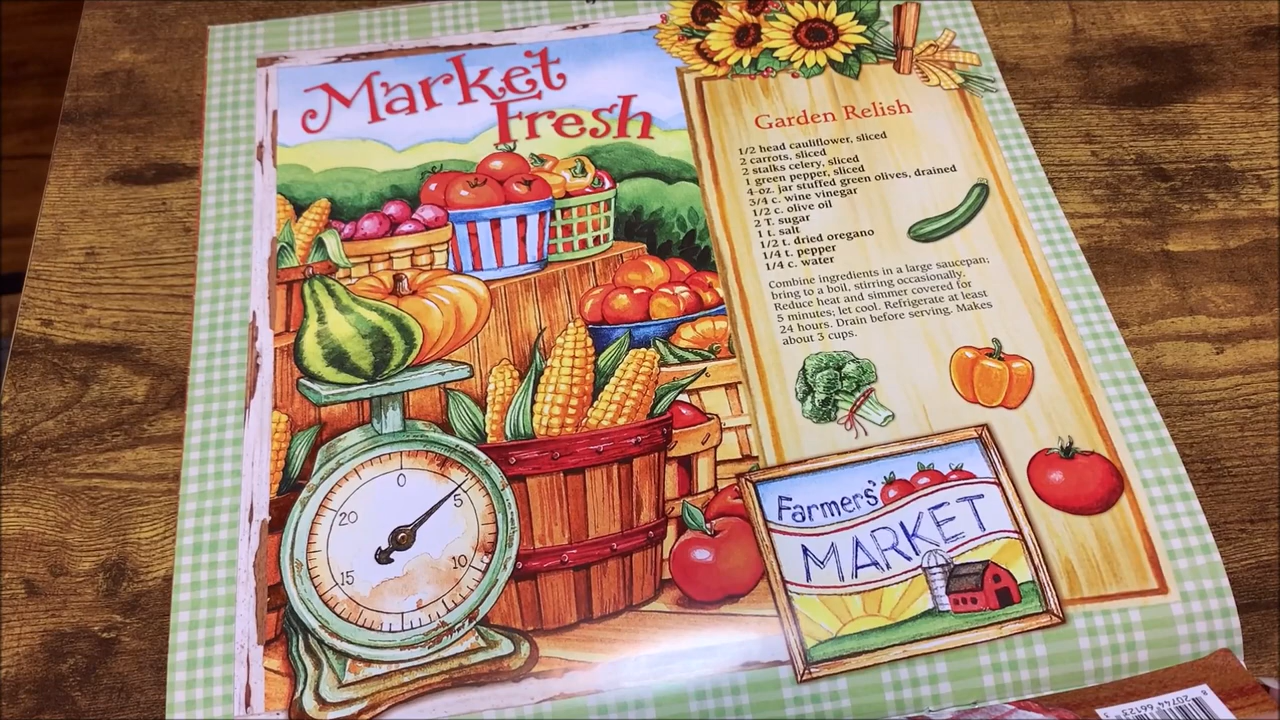 Market
Fresh
Garden Relish
1/2 head cauliflower, sliced
2 carrots, sliced
2 stalks celery, sliced
1 green pepper, sliced
4-oz. jar stuffed green olives, drained
3/4 c. wine vinegar
1/2 c. olive oil
2 T. sugar
1 t. salt
1/2 t. dried oregano
1/4 t. pepper
1/4 c. water
Combine ingredients in a large saucepan;
bring to a boil, stirring occasionally.
Reduce heat and simmer covered for
5 minutes; let cool. Refrigerate at least
24 hours. Drain before serving. Makes
about 3 cups.
0
5
10
15
20
Farmers'
MARKET
8 20744 66123